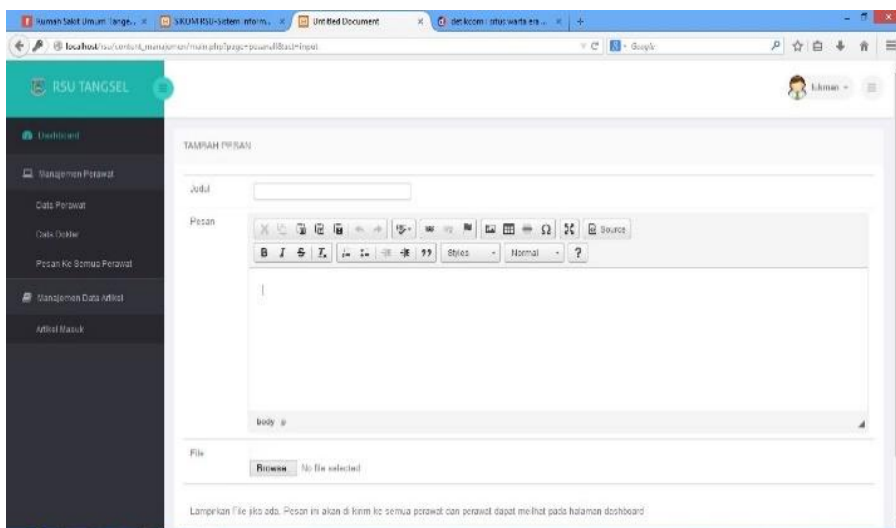 Rumah Sakit Umum Tange..
SIKOM RSU-Sistem Inform..
Untitled Document
detikcom : situs warta era ..
localhost/rsu/content_manajemen/main.php?page=pesanall&act=input
Google
RSU TANGSEL
Dashboard
Manajemen Perawat
Data Perawat
Data Dokter
Pesan Ke Semua Perawat
Manajemen Data Artikel
Artikel Masuk
TAMBAH PESAN
Judul
Pesan
Source
B I S Tx
Styles
Normal
?
body p
File
Browse... No file selected.
Lampirkan File jika ada. Pesan ini akan di kirim ke semua perawat dan perawat dapat melihat pada halaman dashboard